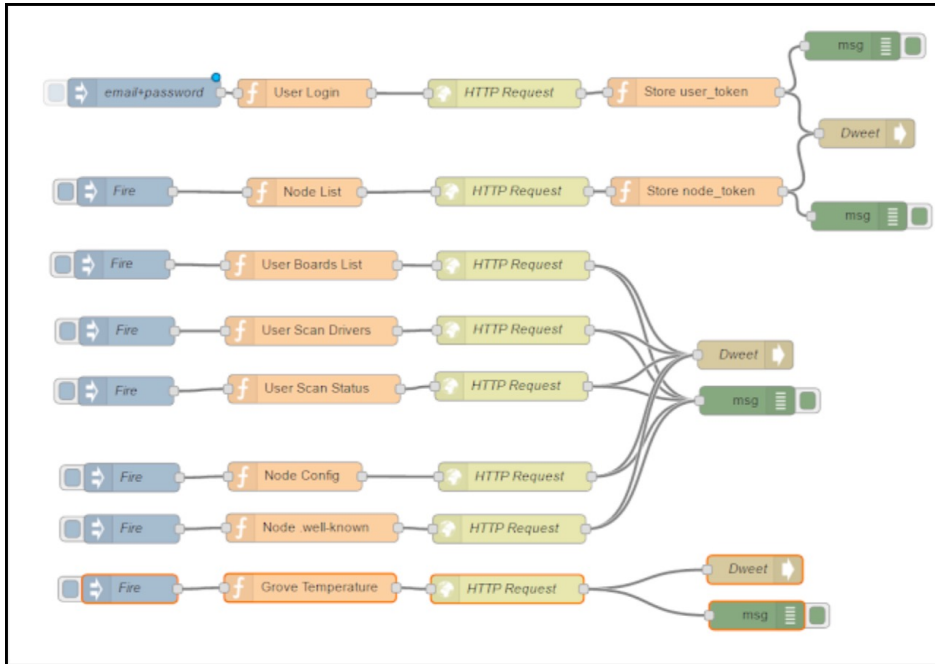 msg
email+password User Login HTTP Request Store user_token
Dweet
Fire Node List HTTP Request Store node_token
msg
Fire User Boards List HTTP Request
Fire User Scan Drivers HTTP Request
Dweet
Fire User Scan Status HTTP Request
msg
Fire Node Config HTTP Request
Fire Node .well-known HTTP Request
Dweet
Fire Grove Temperature HTTP Request
msg